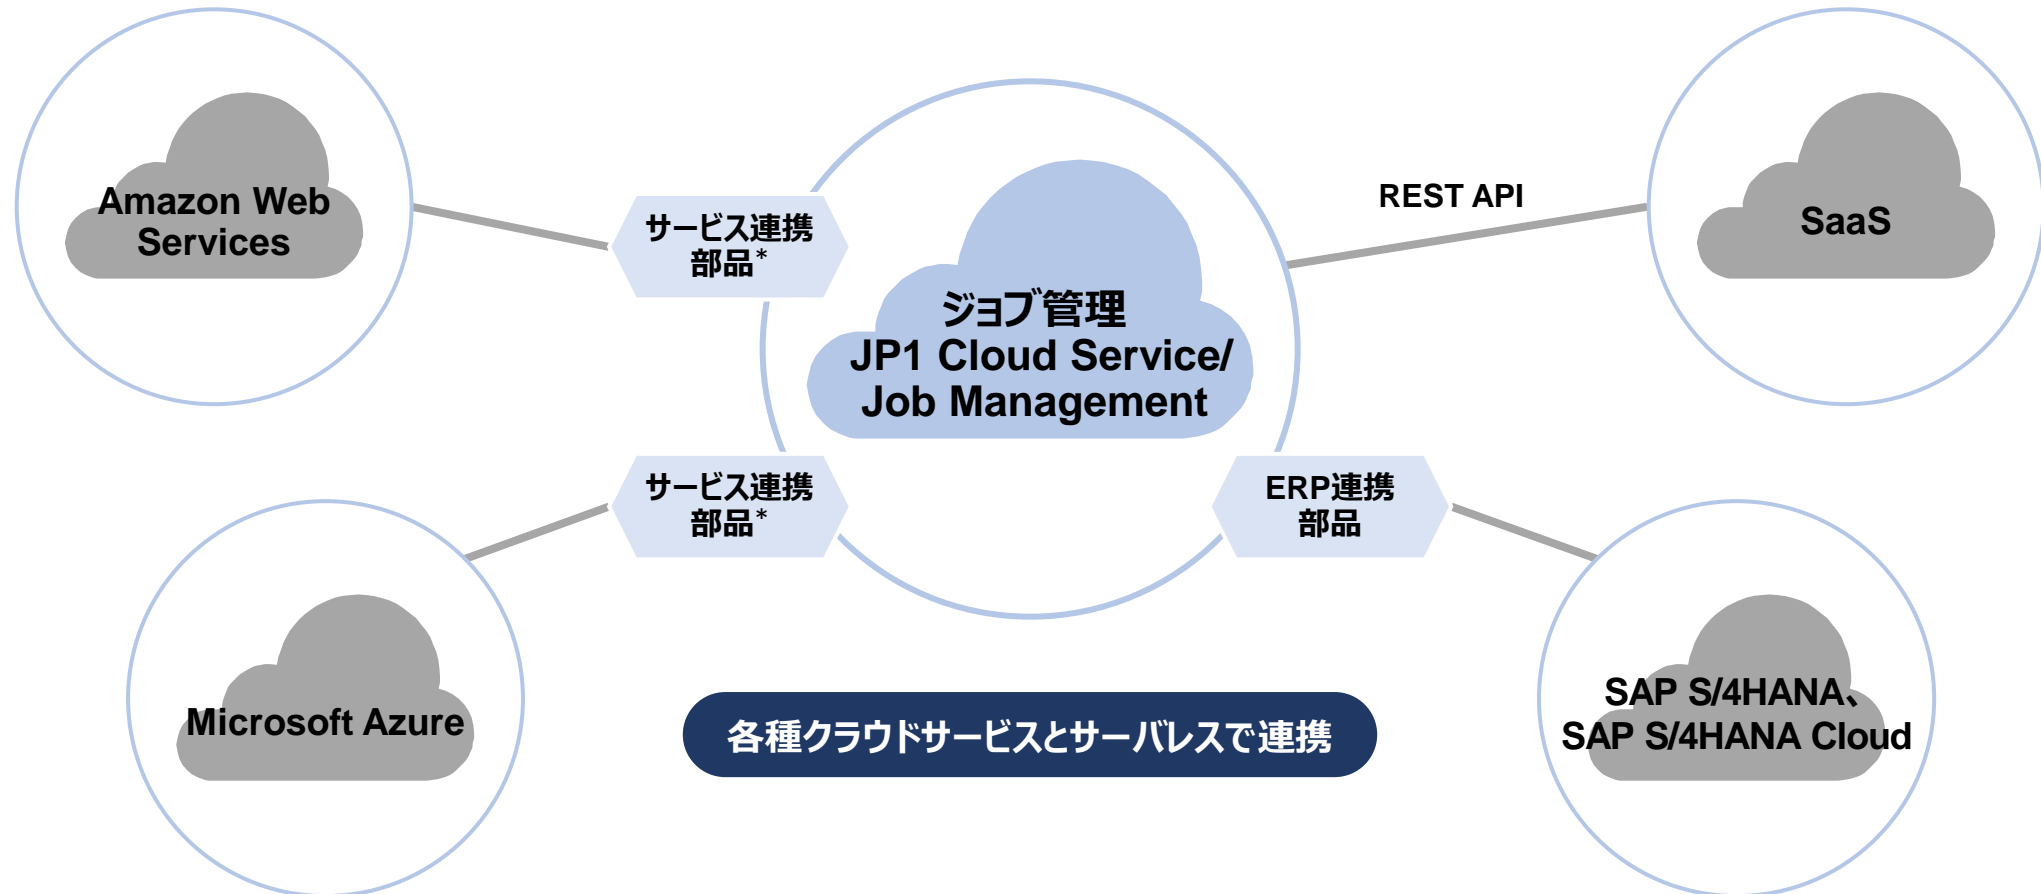 Amazon Web
Services
サービス連携
部品*
ジョブ管理
JP1 Cloud Service/
Job Management
REST API
SaaS
サービス連携
部品*
ERP連携
部品
Microsoft Azure
各種クラウドサービスとサーバレスで連携
SAP S/4HANA、
SAP S/4HANA Cloud